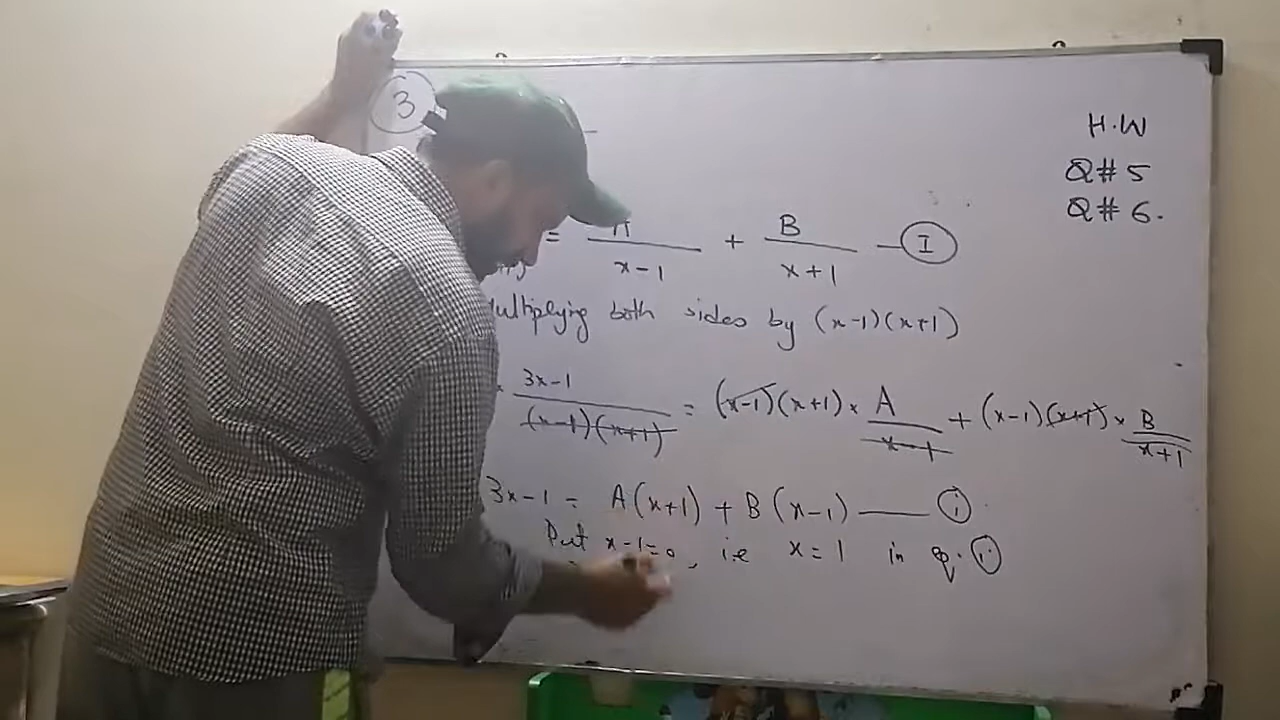 3
H.W
Q# 5
Q# 6.
= A/(x-1) + B/(x+1) — I
Multiplying both sides by (x-1)(x+1)
× (3x-1)/((x-1)(x+1)) = (x-1)(x+1) × A/(x-1) + (x-1)(x+1) × B/(x+1)
3x-1 = A(x+1) + B(x-1) — i
Put x-1=0, i.e x=1 in eq. i